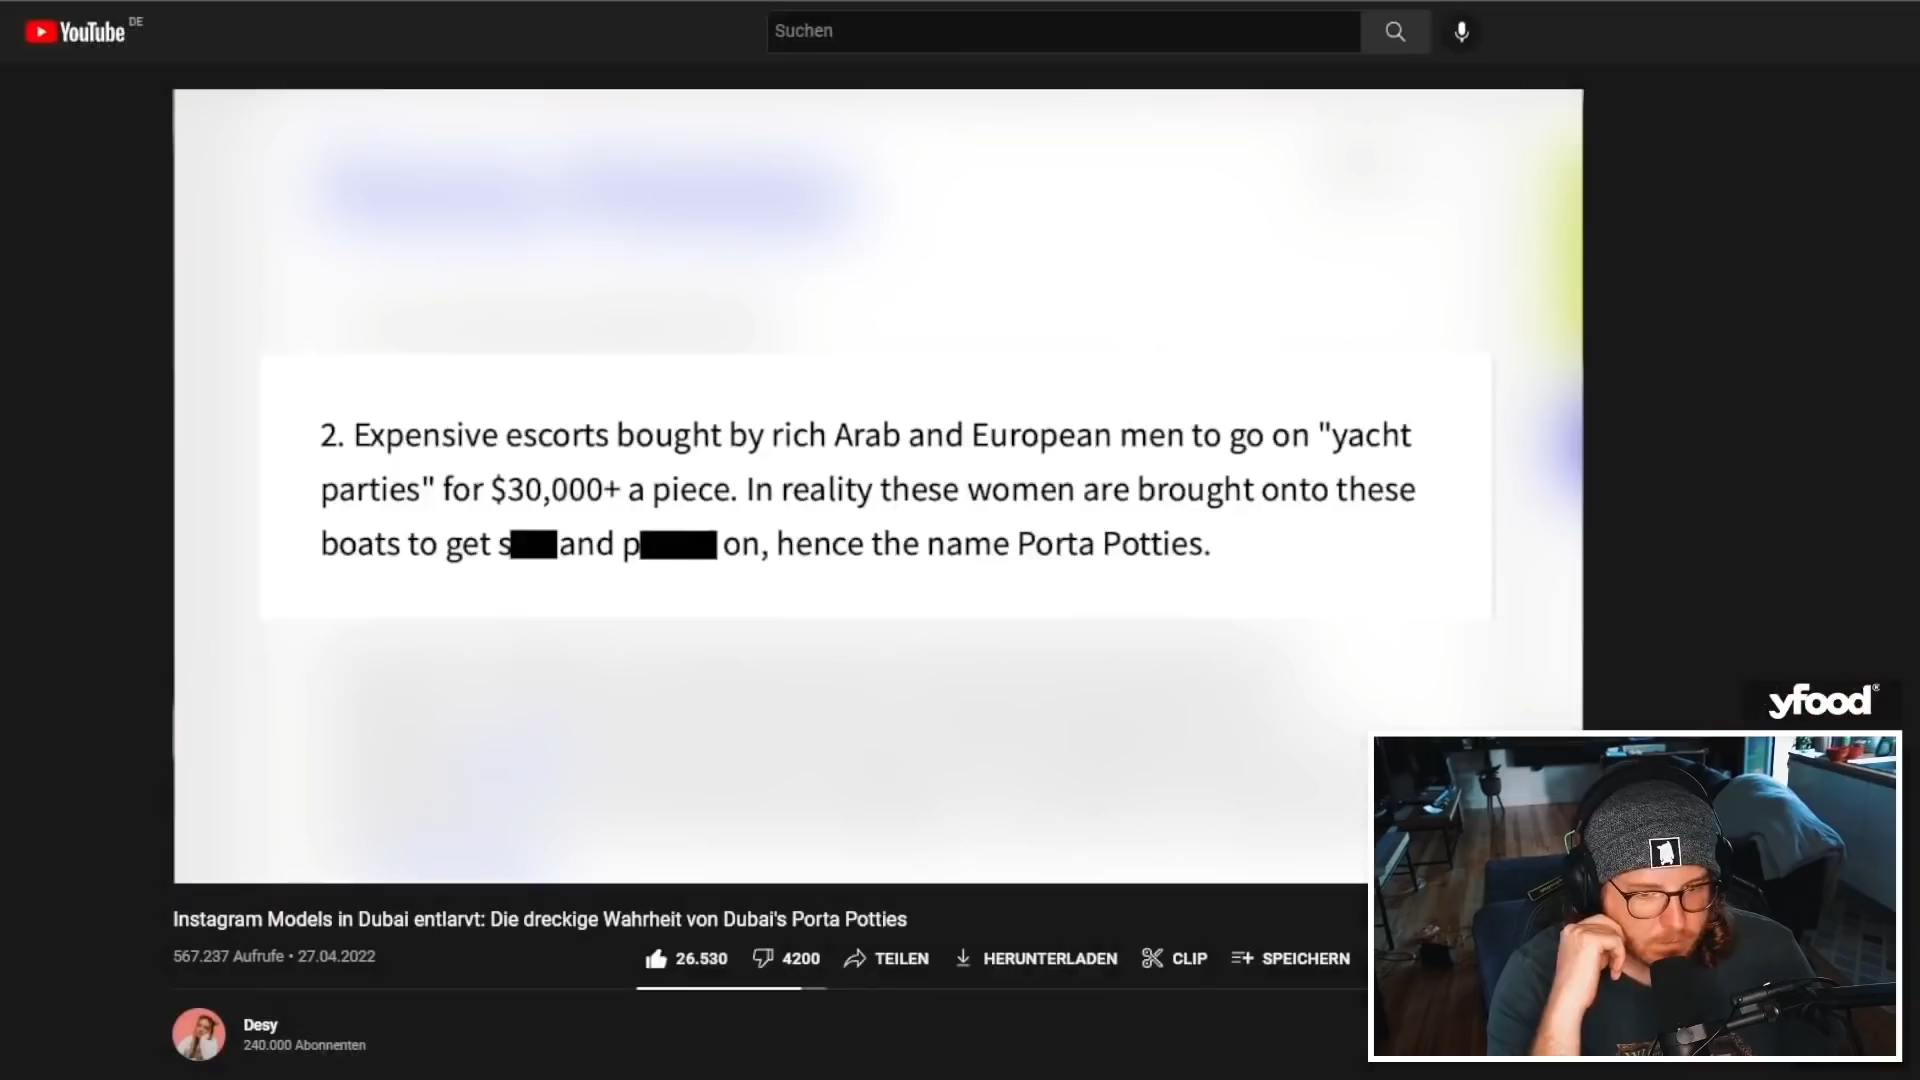 YouTube DE
Suchen
2. Expensive escorts bought by rich Arab and European men to go on "yacht
parties" for $30,000+ a piece. In reality these women are brought onto these
boats to get s and p on, hence the name Porta Potties.
yfood®
Instagram Models in Dubai entlarvt: Die dreckige Wahrheit von Dubai's Porta Potties
567.237 Aufrufe • 27.04.2022
26.530 4200 TEILEN HERUNTERLADEN CLIP SPEICHERN
Desy
240.000 Abonnenten